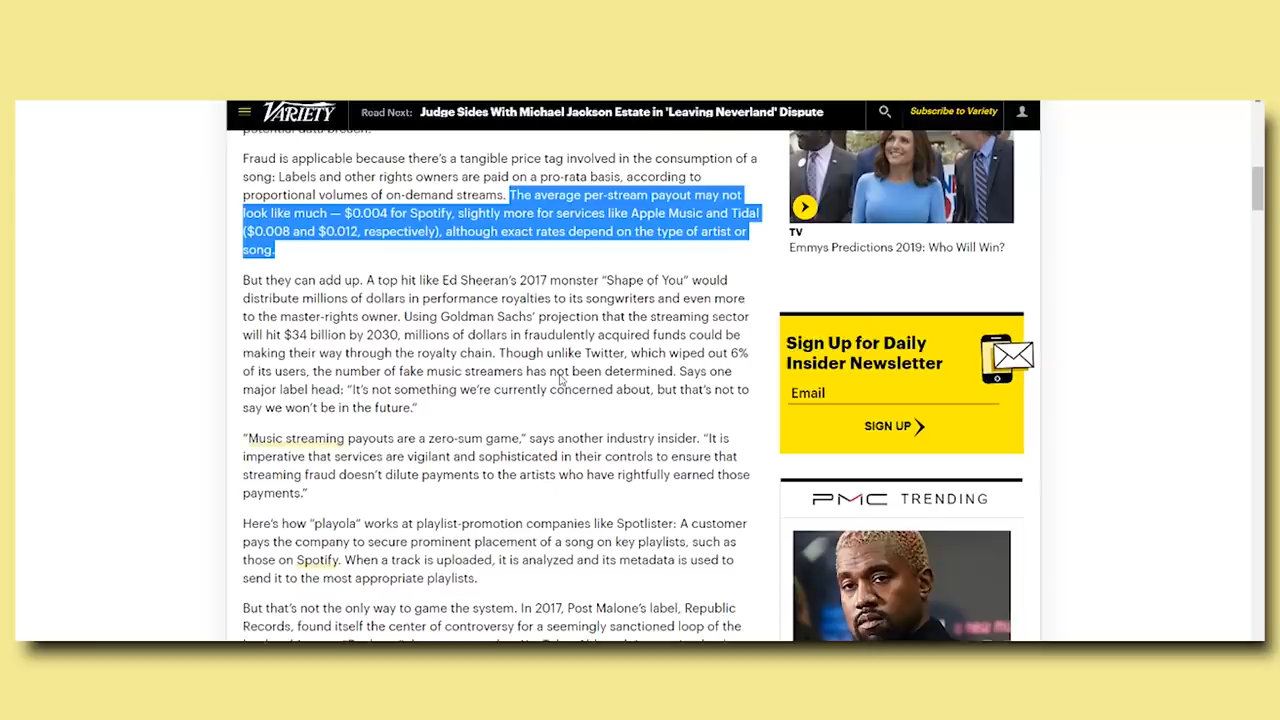 VARIETY
Read Next: Judge Sides With Michael Jackson Estate in 'Leaving Neverland' Dispute
Subscribe to Variety
potential data breach.
Fraud is applicable because there's a tangible price tag involved in the consumption of a
song: Labels and other rights owners are paid on a pro-rata basis, according to
proportional volumes of on-demand streams. The average per-stream payout may not
look like much — $0.004 for Spotify, slightly more for services like Apple Music and Tidal
($0.008 and $0.012, respectively), although exact rates depend on the type of artist or
song.
But they can add up. A top hit like Ed Sheeran's 2017 monster “Shape of You” would
distribute millions of dollars in performance royalties to its songwriters and even more
to the master-rights owner. Using Goldman Sachs' projection that the streaming sector
will hit $34 billion by 2030, millions of dollars in fraudulently acquired funds could be
making their way through the royalty chain. Though unlike Twitter, which wiped out 6%
of its users, the number of fake music streamers has not been determined. Says one
major label head: “It's not something we're currently concerned about, but that's not to
say we won't be in the future.”
“Music streaming payouts are a zero-sum game,” says another industry insider. “It is
imperative that services are vigilant and sophisticated in their controls to ensure that
streaming fraud doesn't dilute payments to the artists who have rightfully earned those
payments.”
Here's how “playola” works at playlist-promotion companies like Spotlister: A customer
pays the company to secure prominent placement of a song on key playlists, such as
those on Spotify. When a track is uploaded, it is analyzed and its metadata is used to
send it to the most appropriate playlists.
But that's not the only way to game the system. In 2017, Post Malone's label, Republic
Records, found itself the center of controversy for a seemingly sanctioned loop of the
TV
Emmys Predictions 2019: Who Will Win?
Sign Up for Daily
Insider Newsletter
Email
SIGN UP
PMC TRENDING